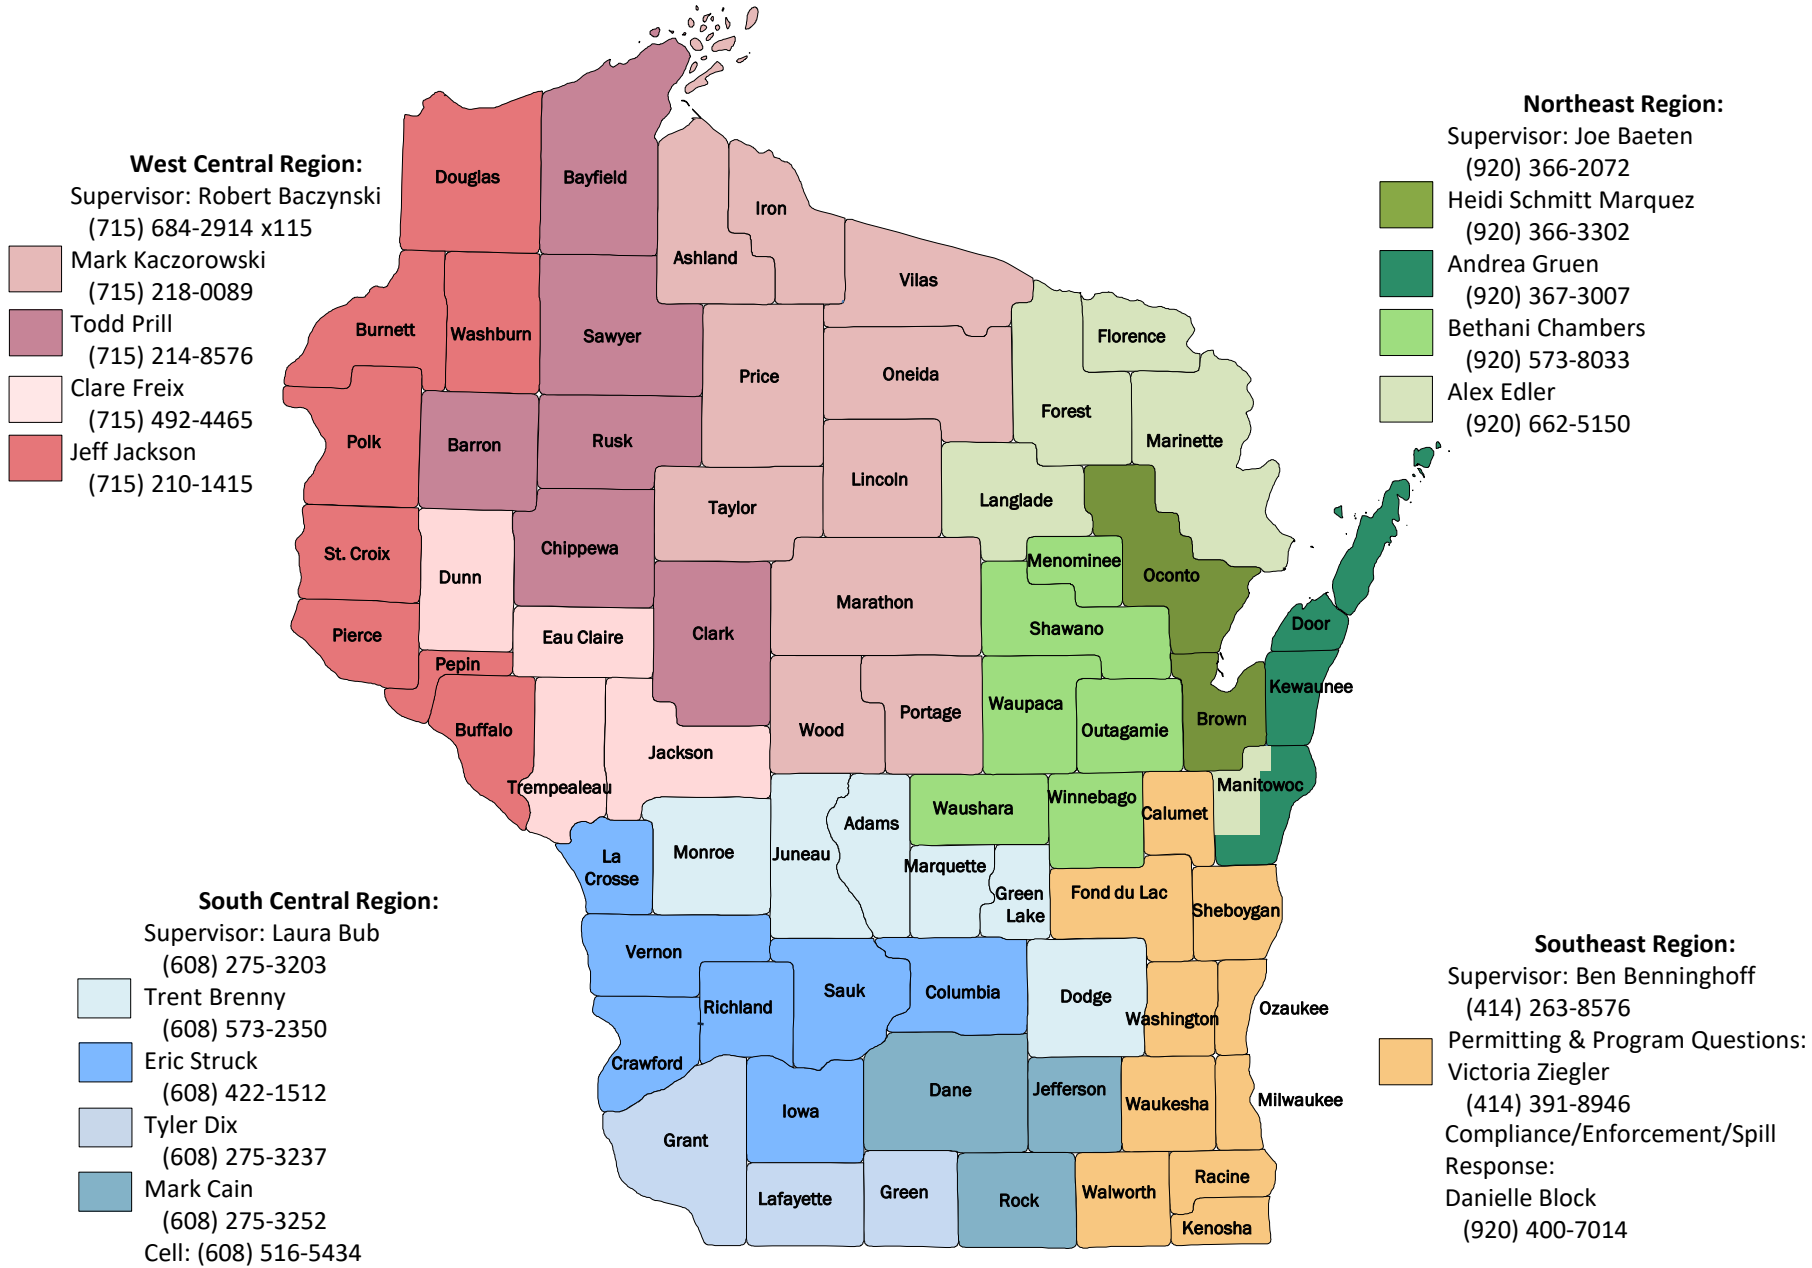 West Central Region:
Supervisor: Robert Baczynski
(715) 684-2914 x115
Mark Kaczorowski
(715) 218-0089
Todd Prill
(715) 214-8576
Clare Freix
(715) 492-4465
Jeff Jackson
(715) 210-1415
Northeast Region:
Supervisor: Joe Baeten
(920) 366-2072
Heidi Schmitt Marquez
(920) 366-3302
Andrea Gruen
(920) 367-3007
Bethani Chambers
(920) 573-8033
Alex Edler
(920) 662-5150
Douglas
Bayfield
Iron
Ashland
Vilas
Burnett
Washburn
Sawyer
Florence
Price
Oneida
Forest
Polk
Barron
Rusk
Marinette
Lincoln
Langlade
Taylor
St. Croix
Chippewa
Dunn
Menominee
Oconto
Marathon
Pierce
Eau Claire
Clark
Shawano
Door
Pepin
Kewaunee
Waupaca
Portage
Brown
Buffalo
Wood
Outagamie
Jackson
Trempealeau
Manitowoc
Winnebago
Waushara
Calumet
Adams
Monroe
Juneau
La
Crosse
Marquette
Green
Lake
Fond du Lac
Sheboygan
Vernon
Sauk
Columbia
Richland
Dodge
Washington
Ozaukee
Crawford
Dane
Jefferson
Iowa
Waukesha
Milwaukee
Grant
Racine
Lafayette
Green
Rock
Walworth
Kenosha
South Central Region:
Supervisor: Laura Bub
(608) 275-3203
Trent Brenny
(608) 573-2350
Eric Struck
(608) 422-1512
Tyler Dix
(608) 275-3237
Mark Cain
(608) 275-3252
Cell: (608) 516-5434
Southeast Region:
Supervisor: Ben Benninghoff
(414) 263-8576
Permitting & Program Questions:
Victoria Ziegler
(414) 391-8946
Compliance/Enforcement/Spill
Response:
Danielle Block
(920) 400-7014